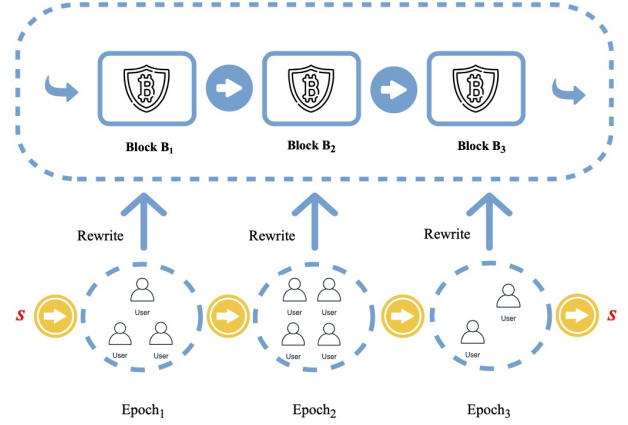 Block B₁ Block B₂ Block B₃
Rewrite Rewrite Rewrite
User User User User
User
S S
User User User User User
Epoch₁ Epoch₂ Epoch₃